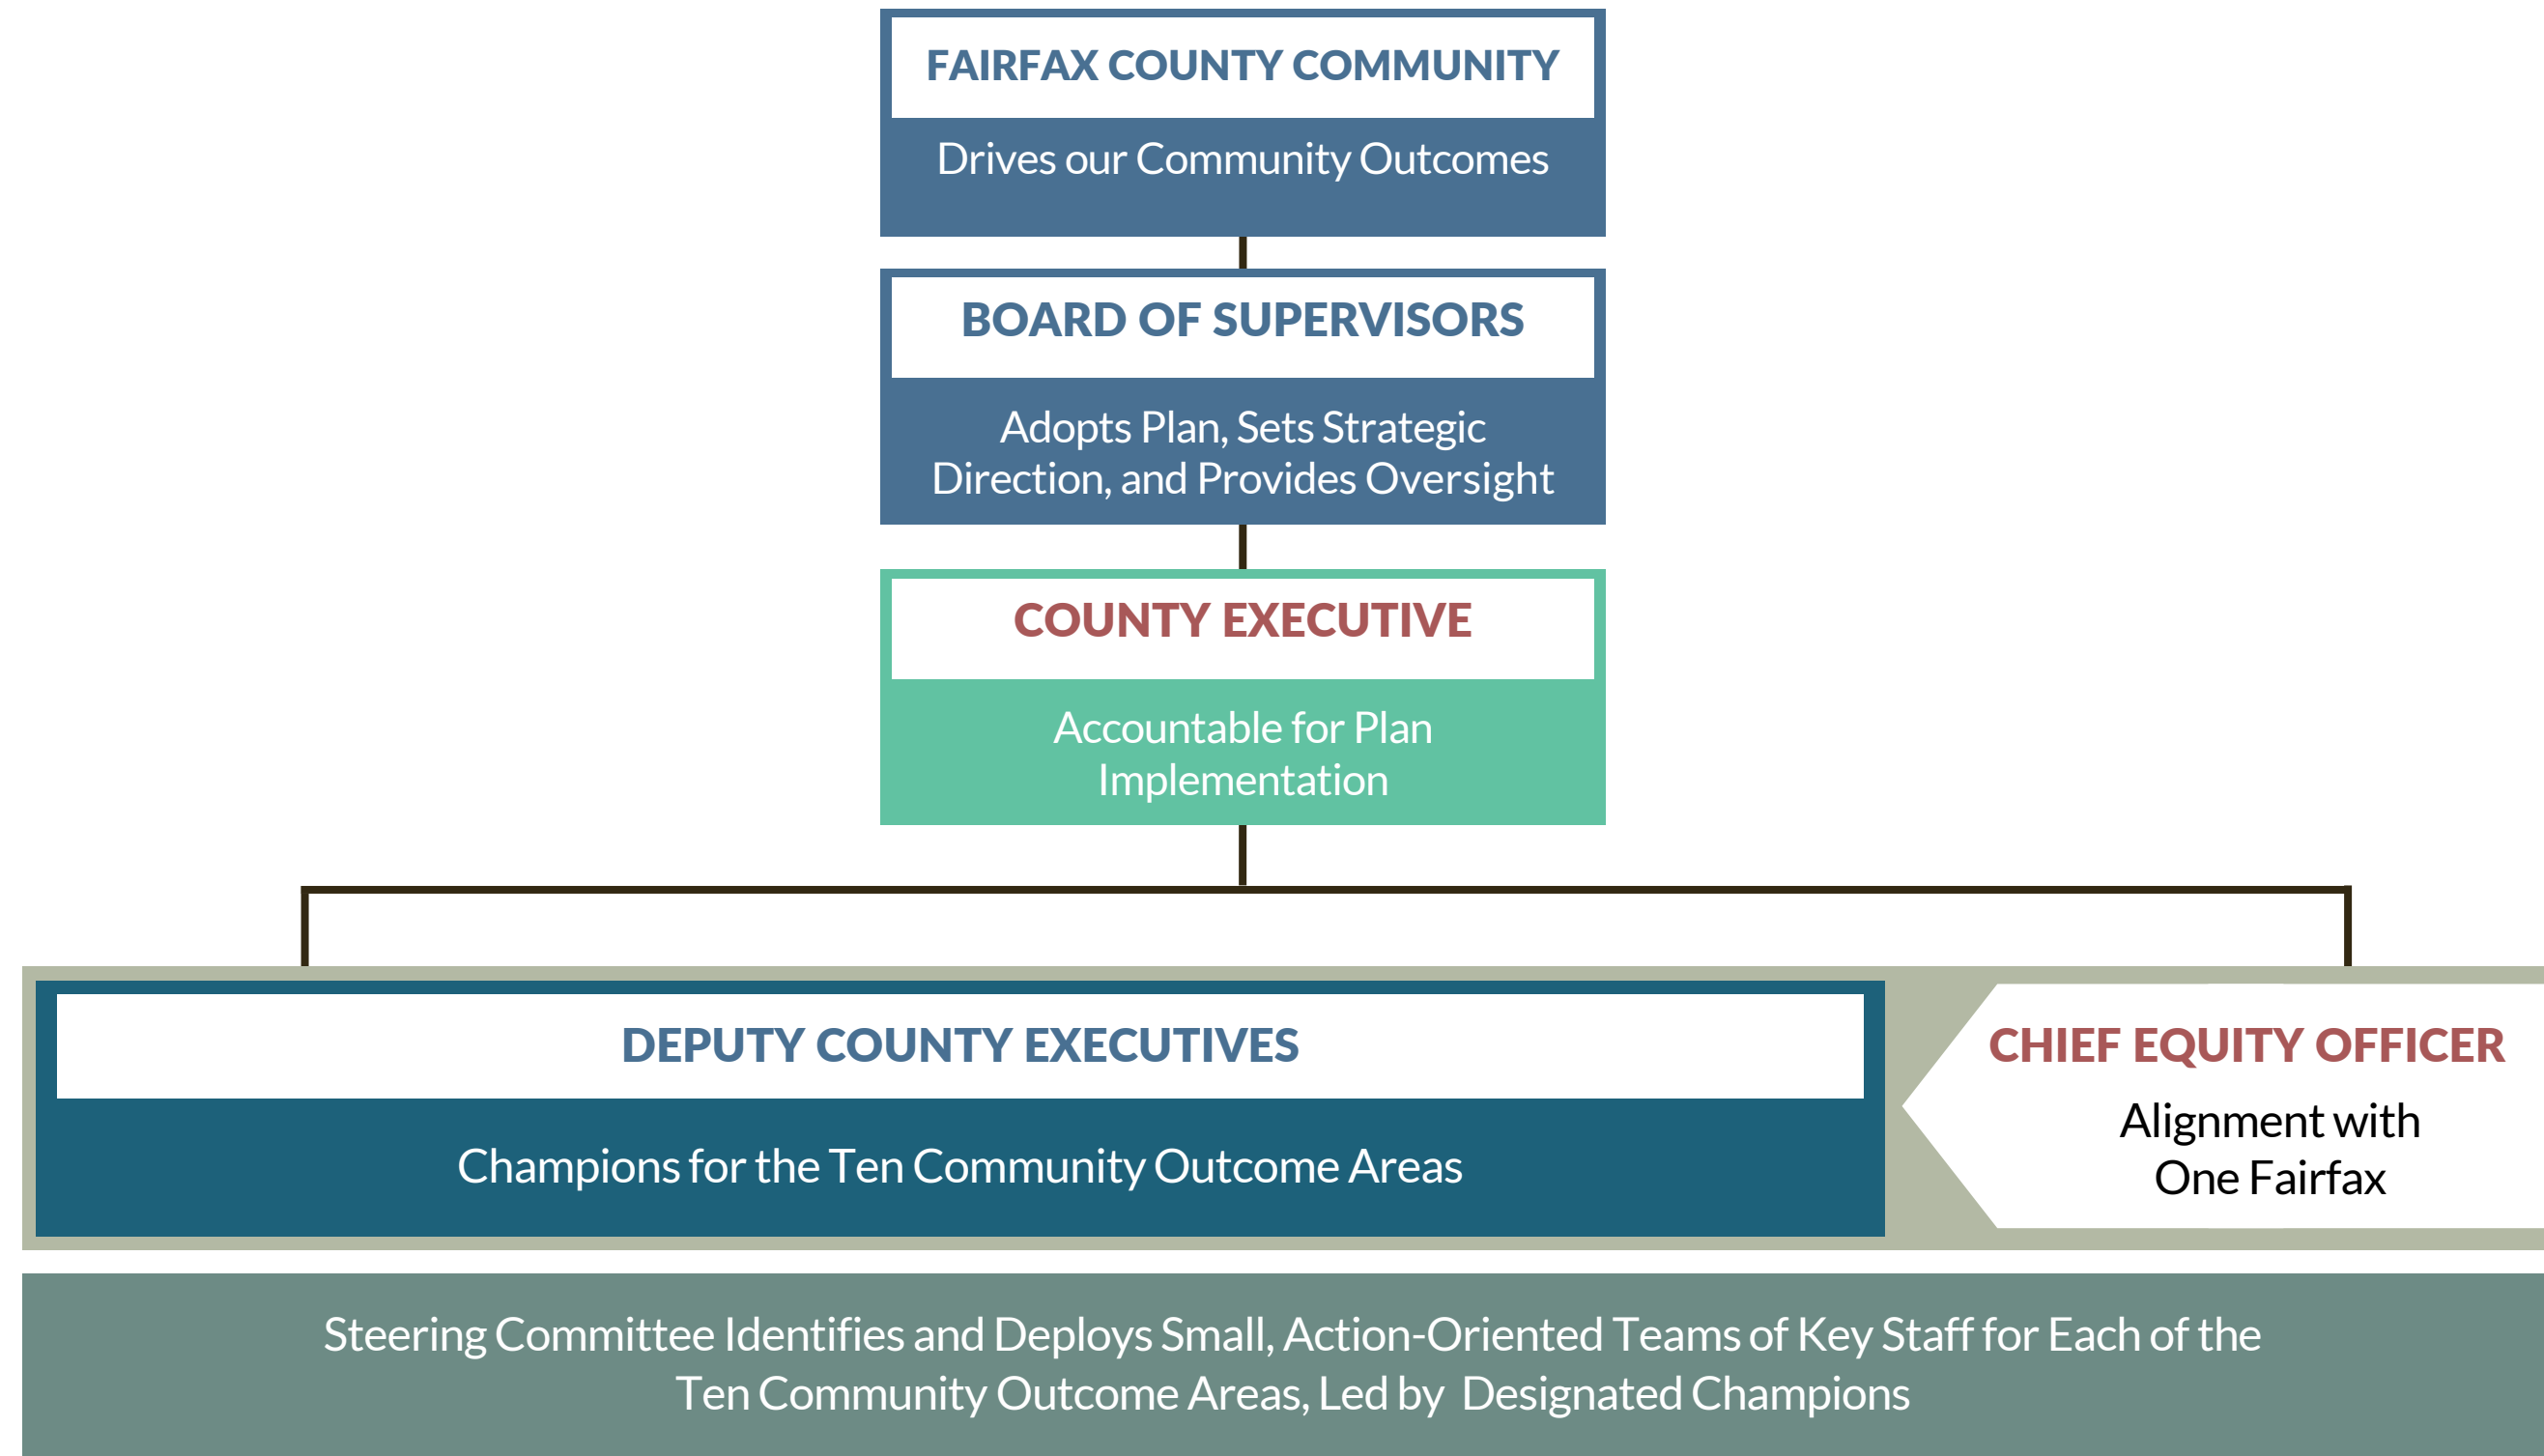 FAIRFAX COUNTY COMMUNITY
Drives our Community Outcomes
BOARD OF SUPERVISORS
Adopts Plan, Sets Strategic
Direction, and Provides Oversight
COUNTY EXECUTIVE
Accountable for Plan
Implementation
DEPUTY COUNTY EXECUTIVES
Champions for the Ten Community Outcome Areas
CHIEF EQUITY OFFICER
Alignment with
One Fairfax
Steering Committee Identifies and Deploys Small, Action-Oriented Teams of Key Staff for Each of the
Ten Community Outcome Areas, Led by Designated Champions